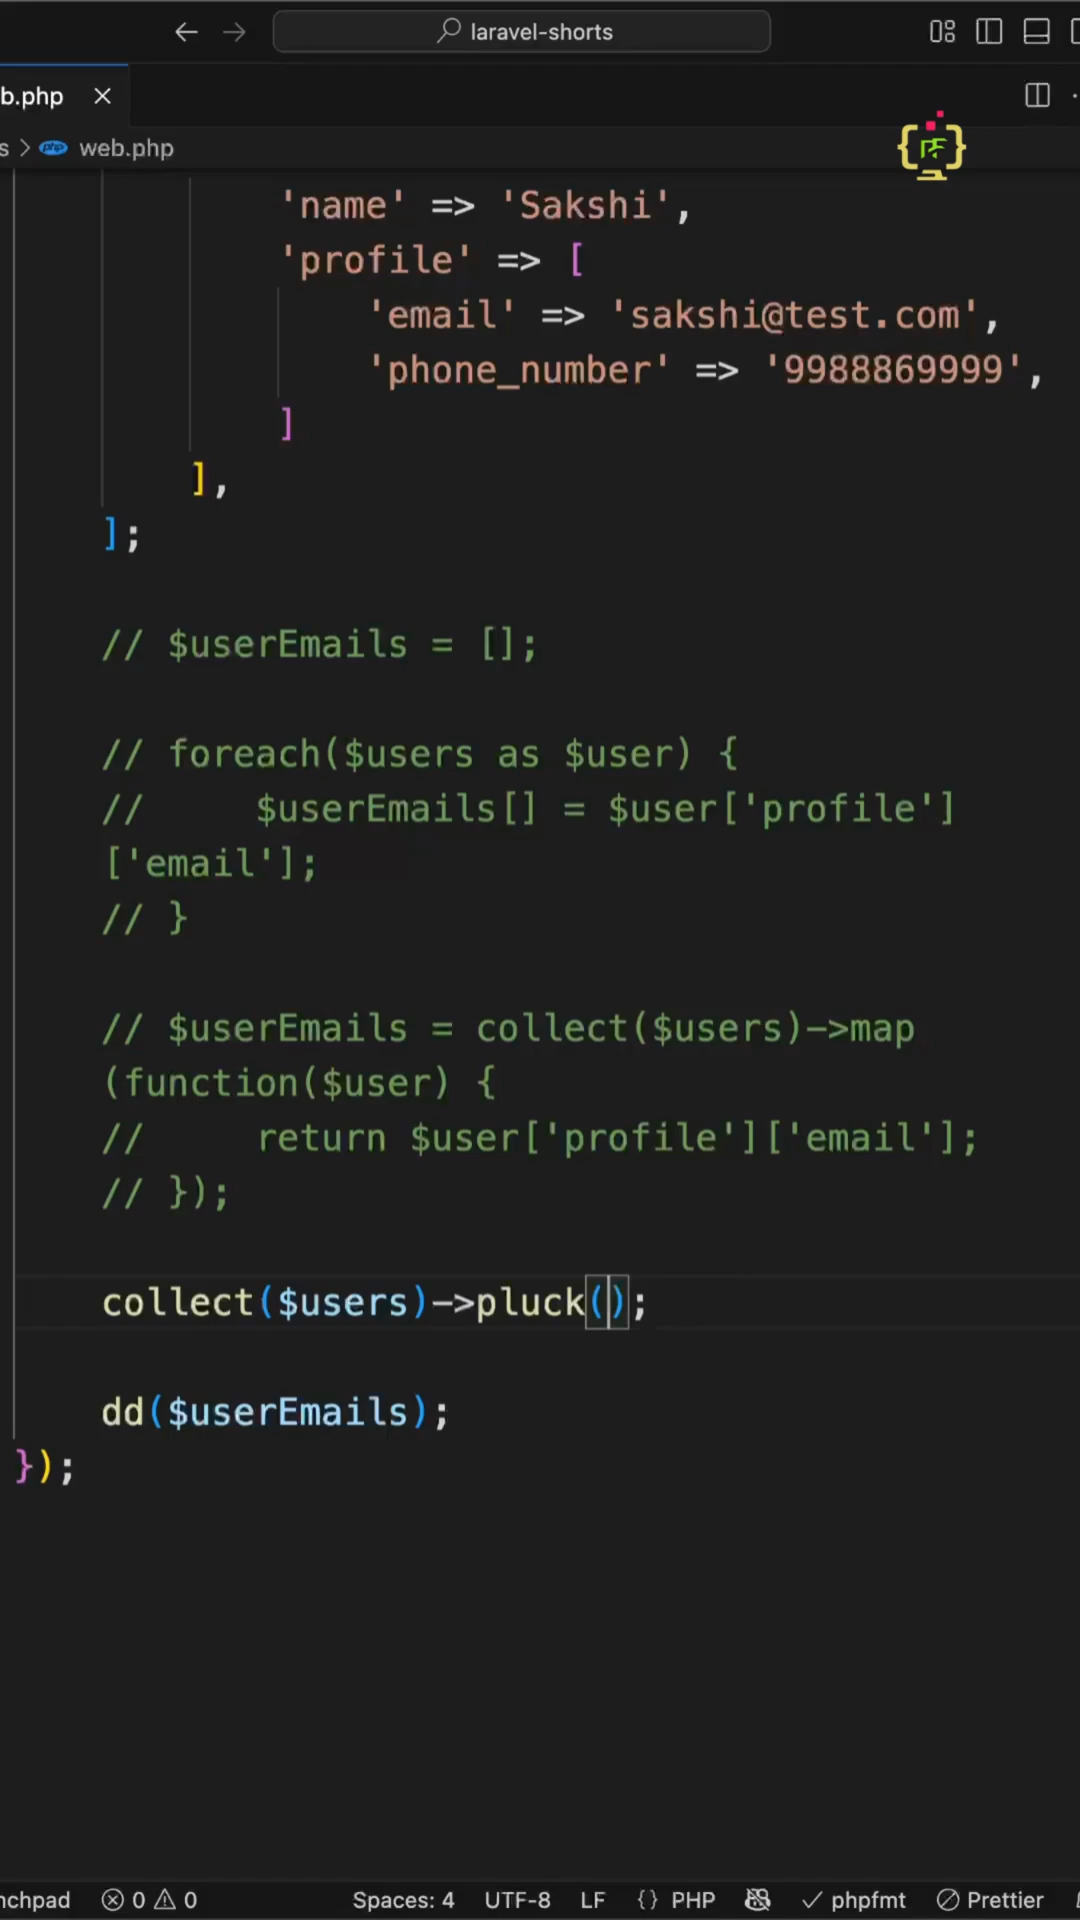 laravel-shorts
b.php
s > php web.php
'name' => 'Sakshi',
'profile' => [
'email' => 'sakshi@test.com',
'phone_number' => '9988869999',
]
],
];
// $userEmails = [];
// foreach($users as $user) {
//     $userEmails[] = $user['profile']
['email'];
// }
// $userEmails = collect($users)->map
(function($user) {
//     return $user['profile']['email'];
// });
collect($users)->pluck();
dd($userEmails);
});
nchpad 0 0 Spaces: 4 UTF-8 LF {} PHP phpfmt Prettier